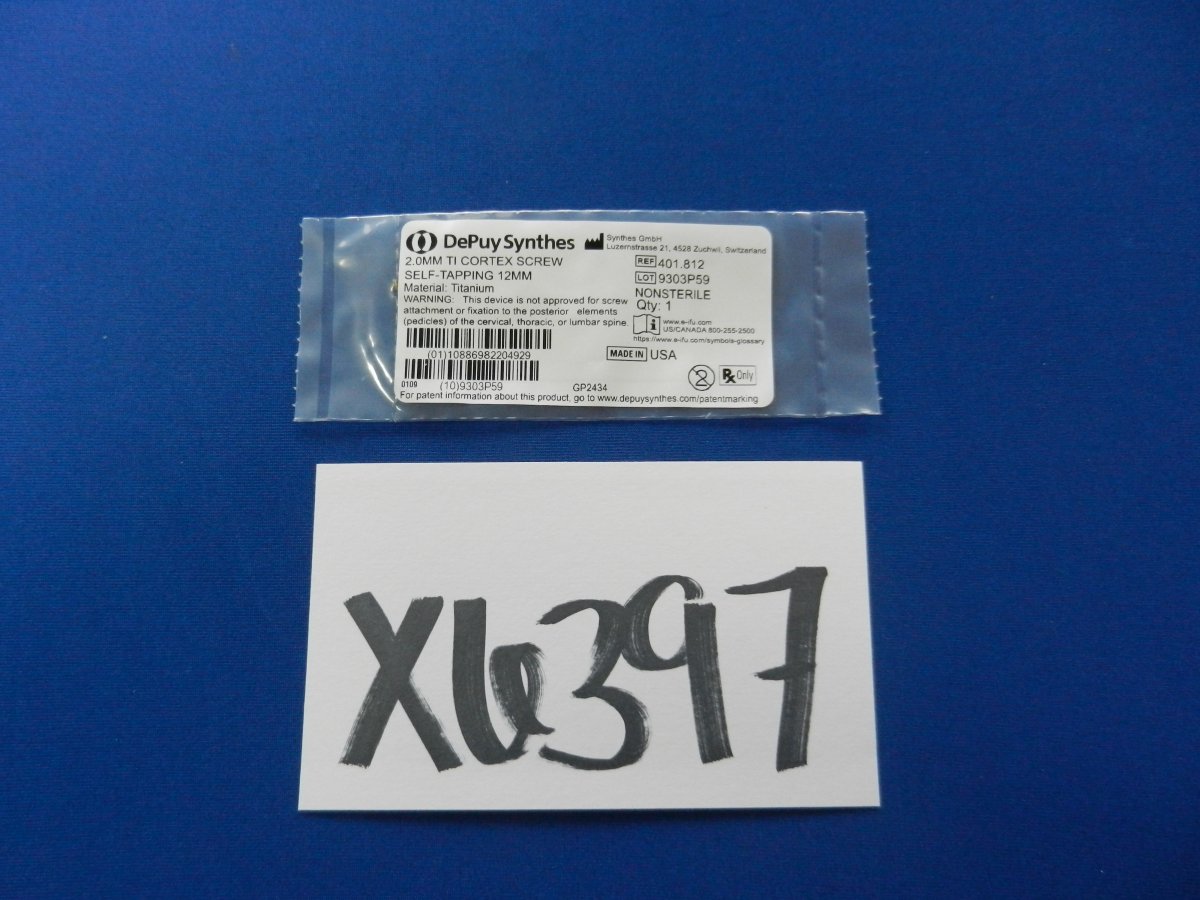 DePuy Synthes
Synthes GmbH
Luzernstrasse 21, 4528 Zuchwil, Switzerland
2.0MM TI CORTEX SCREW
SELF-TAPPING 12MM
Material: Titanium
WARNING: This device is not approved for screw
attachment or fixation to the posterior elements
(pedicles) of the cervical, thoracic, or lumbar spine.
REF 401.812
LOT 9303P59
NONSTERILE
Qty: 1
www.e-ifu.com
US/CANADA 800-255-2500
https://www.e-ifu.com/symbols-glossary
(01)10886982204929
MADE IN USA
0109
(10)9303P59
GP2434
2
Rx Only
For patent information about this product, go to www.depuysynthes.com/patentmarking
X6397